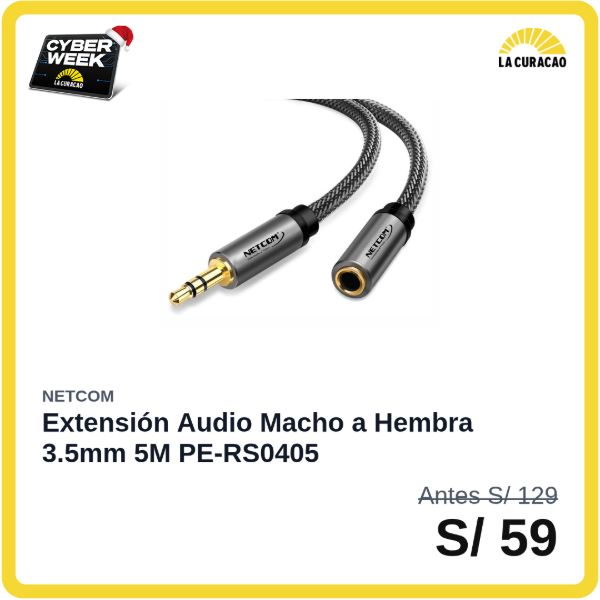 CYBER
WEEK
LA CURACAO
LA CURACAO
NETCOM
NETCOM
NETCOM
Extensión Audio Macho a Hembra
3.5mm 5M PE-RS0405
Antes S/ 129
S/ 59